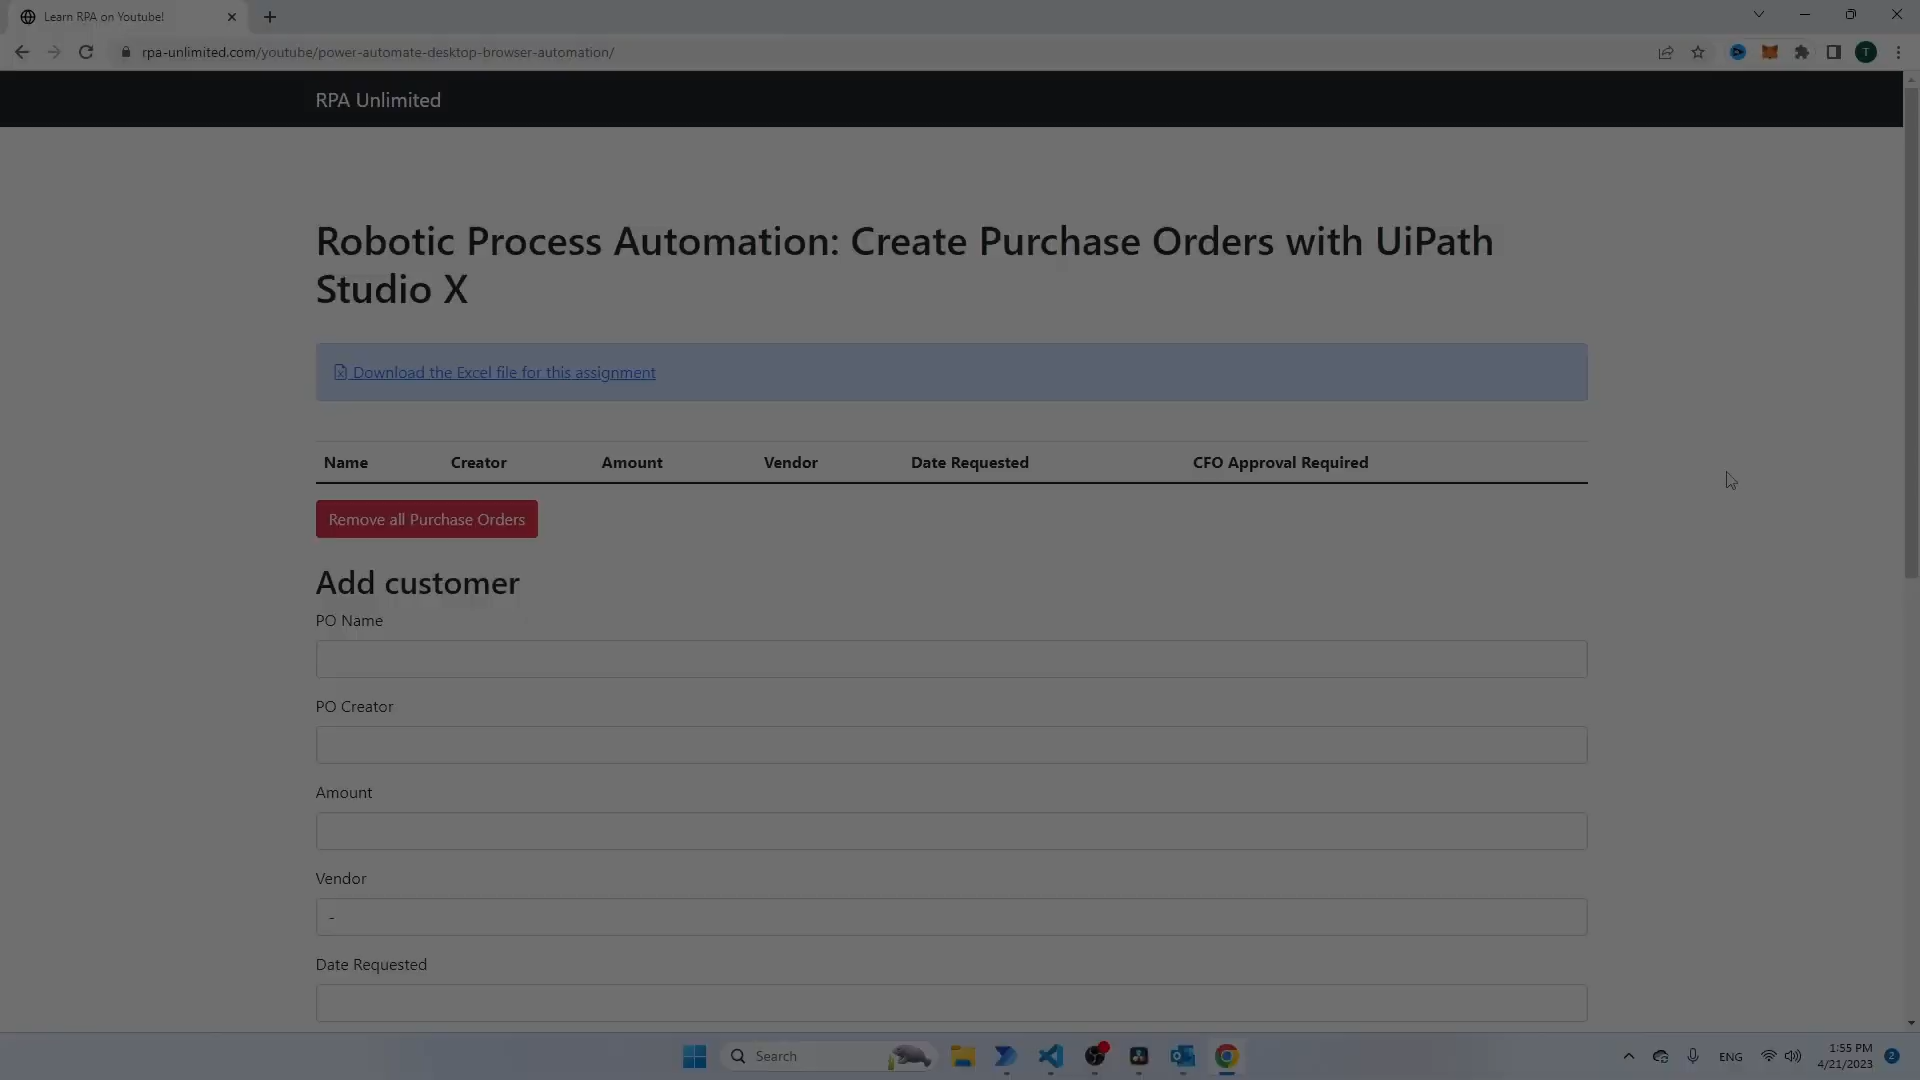 Learn RPA on Youtube!
rpa-unlimited.com/youtube/power-automate-desktop-browser-automation/
T
RPA Unlimited
Robotic Process Automation: Create Purchase Orders with UiPath
Studio X
Download the Excel file for this assignment
Name Creator Amount Vendor Date Requested CFO Approval Required
Remove all Purchase Orders
Add customer
PO Name
PO Creator
Amount
Vendor
-
Date Requested
Search
ENG
1:55 PM
4/21/2023
2